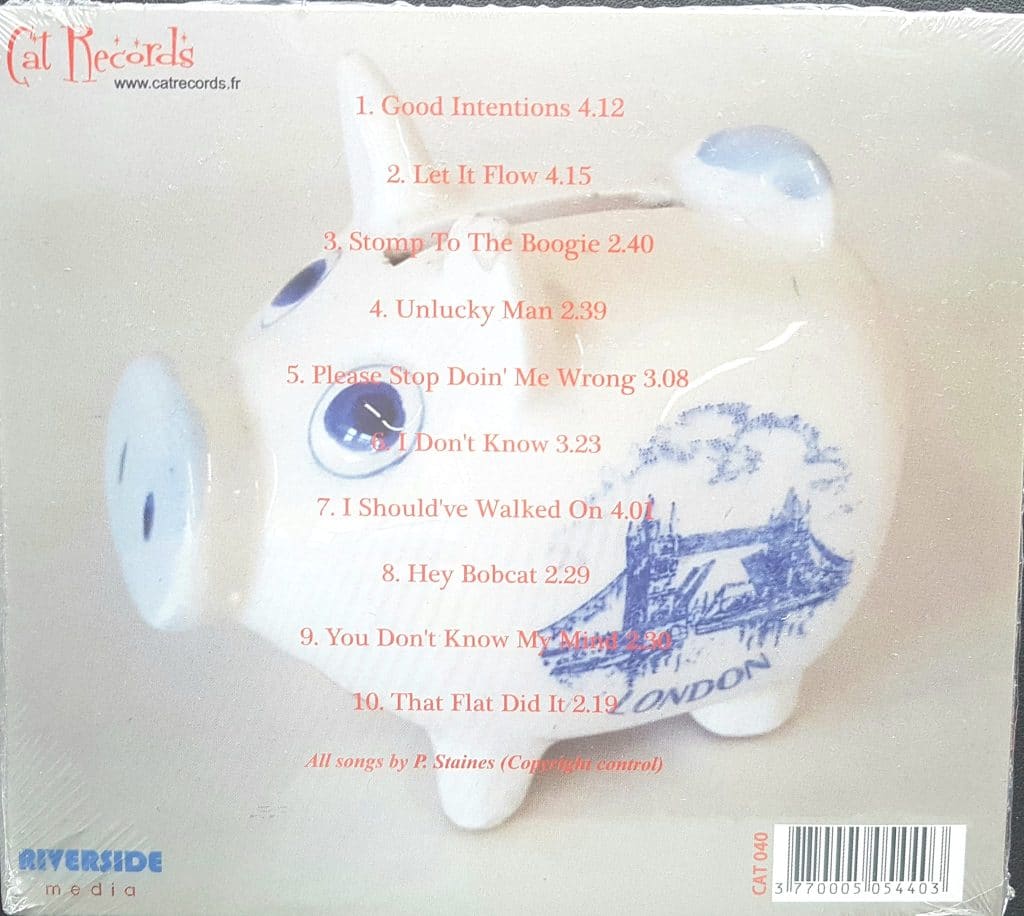 Cat Records
www.catrecords.fr
1. Good Intentions 4.12
2. Let It Flow 4.15
3. Stomp To The Boogie 2.40
4. Unlucky Man 2.39
5. Please Stop Doin' Me Wrong 3.08
6. I Don't Know 3.23
7. I Should've Walked On 4.01
8. Hey Bobcat 2.29
9. You Don't Know My Mind 2.30
10. That Flat Did It 2.19
LONDON
All songs by P. Staines (Copyright control)
RIVERSIDE
media
CAT 040
3 770005 054403